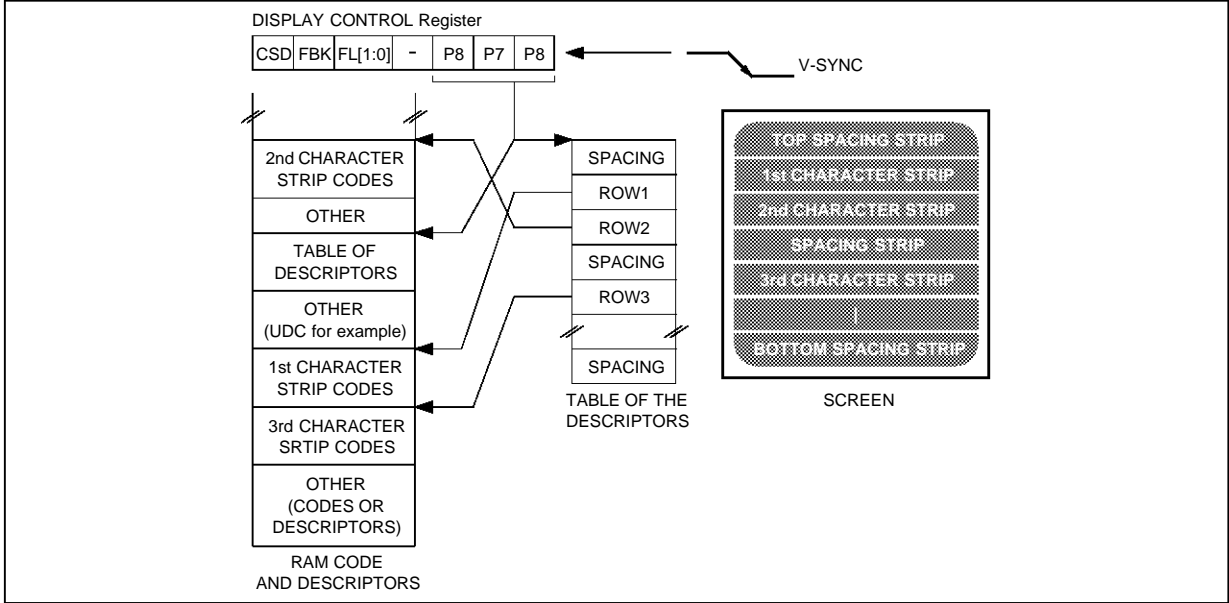 DISPLAY CONTROL Register
CSD FBK FL[1:0] - P8 P7 P8
V-SYNC
2nd CHARACTER
STRIP CODES
OTHER
TABLE OF
DESCRIPTORS
OTHER
(UDC for example)
1st CHARACTER
STRIP CODES
3rd CHARACTER
SRTIP CODES
OTHER
(CODES OR
DESCRIPTORS)
RAM CODE
AND DESCRIPTORS
SPACING
ROW1
ROW2
SPACING
ROW3
SPACING
TABLE OF THE
DESCRIPTORS
TOP SPACING STRIP
1st CHARACTER STRIP
2nd CHARACTER STRIP
SPACING STRIP
3rd CHARACTER STRIP
|
BOTTOM SPACING STRIP
SCREEN